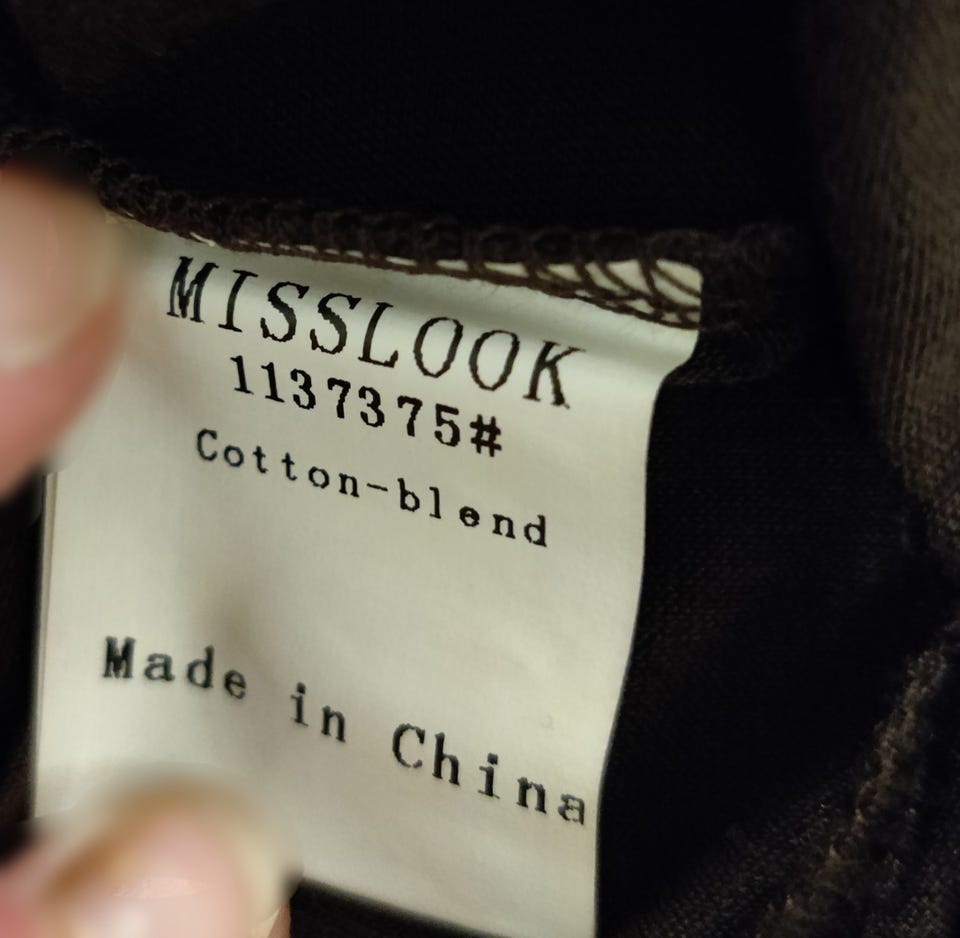 MISSLOOK
1137375#
Cotton-blend
Made in China